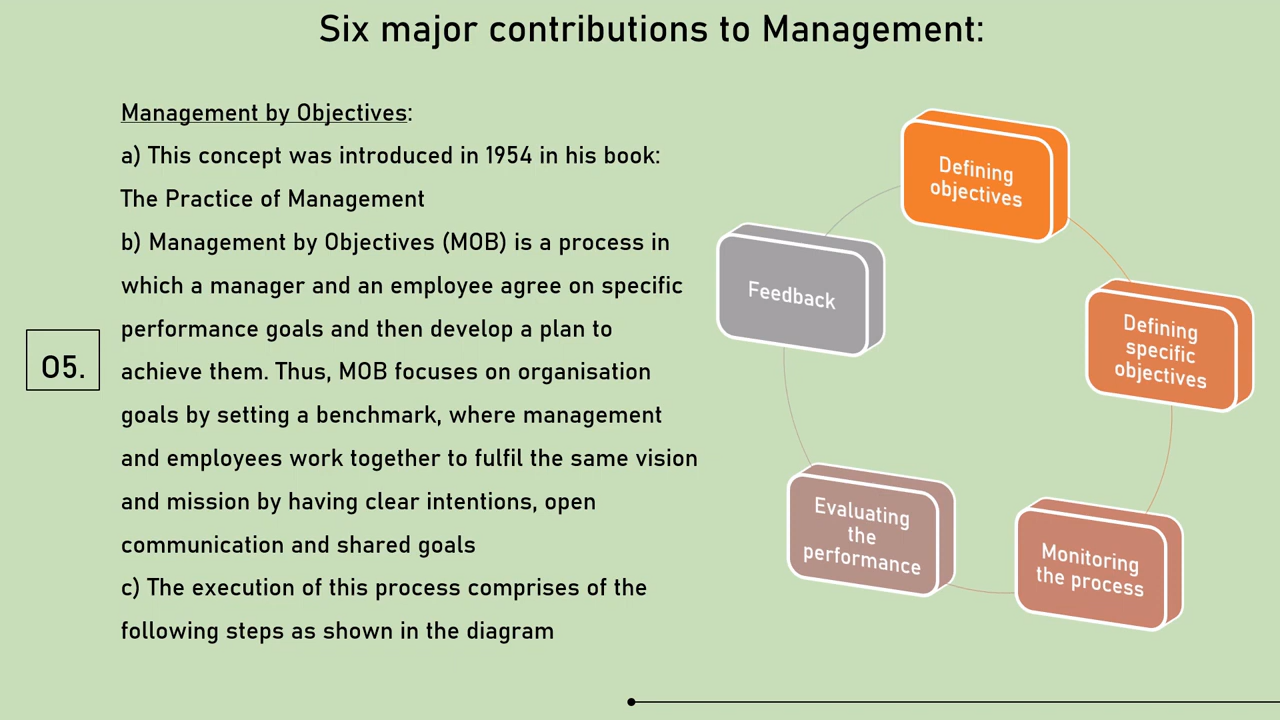 Six major contributions to Management:
Management by Objectives:
a) This concept was introduced in 1954 in his book:
The Practice of Management
b) Management by Objectives (MOB) is a process in
which a manager and an employee agree on specific
performance goals and then develop a plan to
achieve them. Thus, MOB focuses on organisation
goals by setting a benchmark, where management
and employees work together to fulfil the same vision
and mission by having clear intentions, open
communication and shared goals
c) The execution of this process comprises of the
following steps as shown in the diagram
05.
Defining
objectives
Defining
specific
objectives
Monitoring
the process
Evaluating
the
performance
Feedback